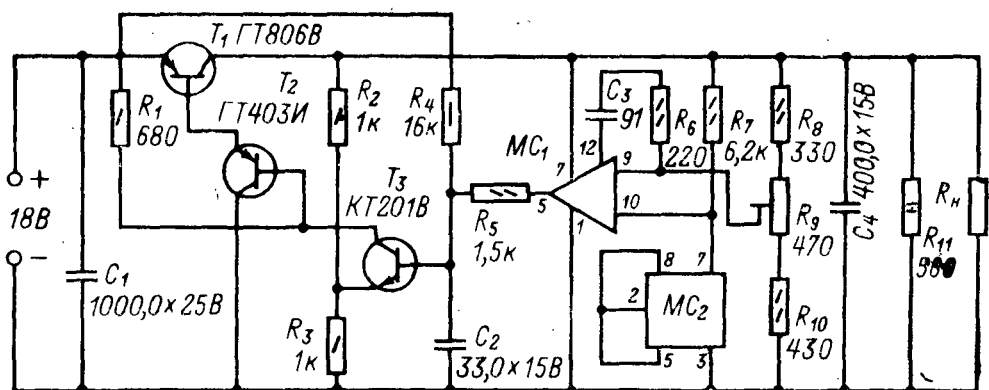 T₁ ГТ806В
T₂
ГТ403И
R₁
680
R₂
1к
R₄
16к
C₃
91
R₆
220
R₇
6,2к
R₈
330
C₄ 400,0×15В
MC₁
12
9
7
5
10
1
+
18В
−
T₃
КТ201В
R₅
1,5к
R₉
470
R₁₁
Rн
C₁
1000,0×25В
R₃
1к
C₂
33,0×15В
8
7
2
MC₂
5
3
R₁₀
430